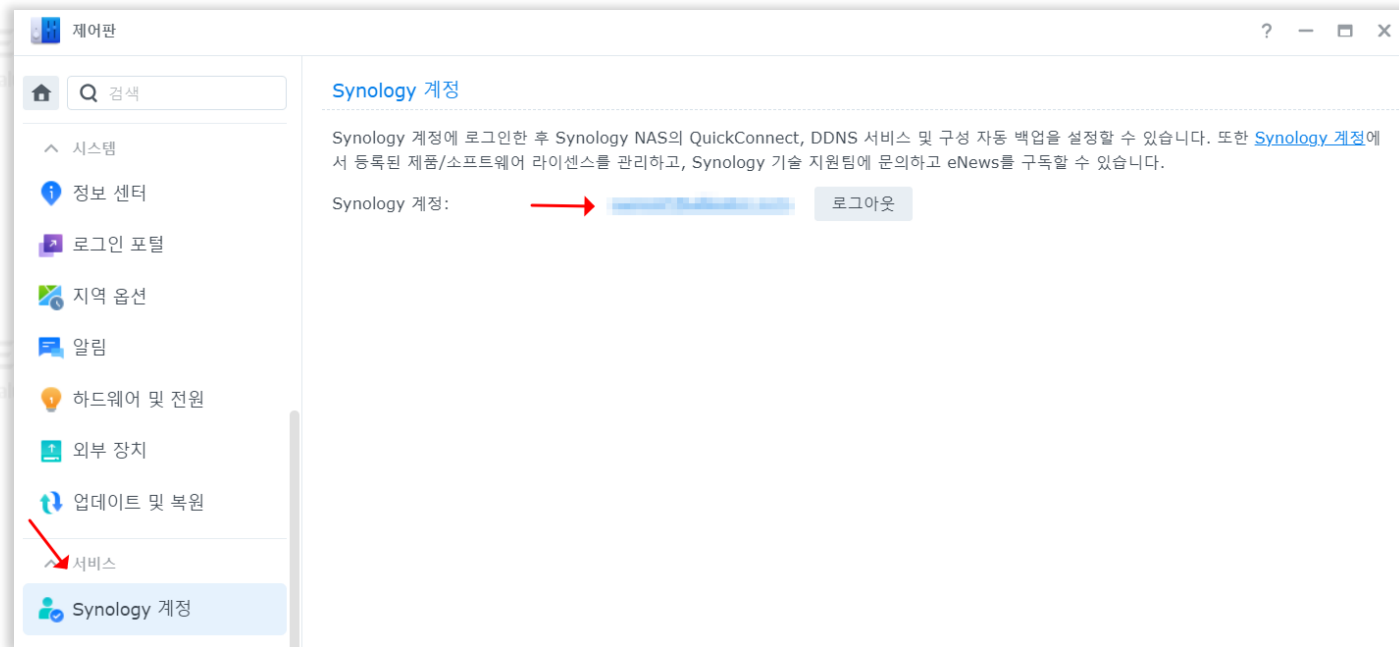 제어판
?
검색
시스템
정보 센터
로그인 포털
지역 옵션
알림
하드웨어 및 전원
외부 장치
업데이트 및 복원
서비스
Synology 계정
Synology 계정
Synology 계정에 로그인한 후 Synology NAS의 QuickConnect, DDNS 서비스 및 구성 자동 백업을 설정할 수 있습니다. 또한 Synology 계정에
서 등록된 제품/소프트웨어 라이센스를 관리하고, Synology 기술 지원팀에 문의하고 eNews를 구독할 수 있습니다.
Synology 계정:
로그아웃